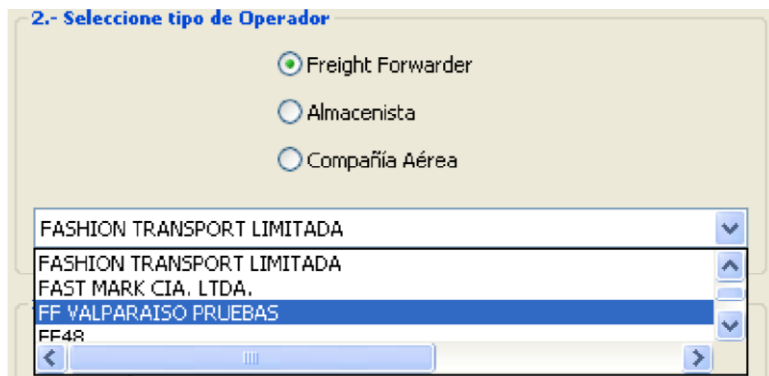 2.- Seleccione tipo de Operador
Freight Forwarder
Almacenista
Compañía Aérea
FASHION TRANSPORT LIMITADA
FASHION TRANSPORT LIMITADA
FAST MARK CIA. LTDA.
FF VALPARAISO PRUEBAS
FF48